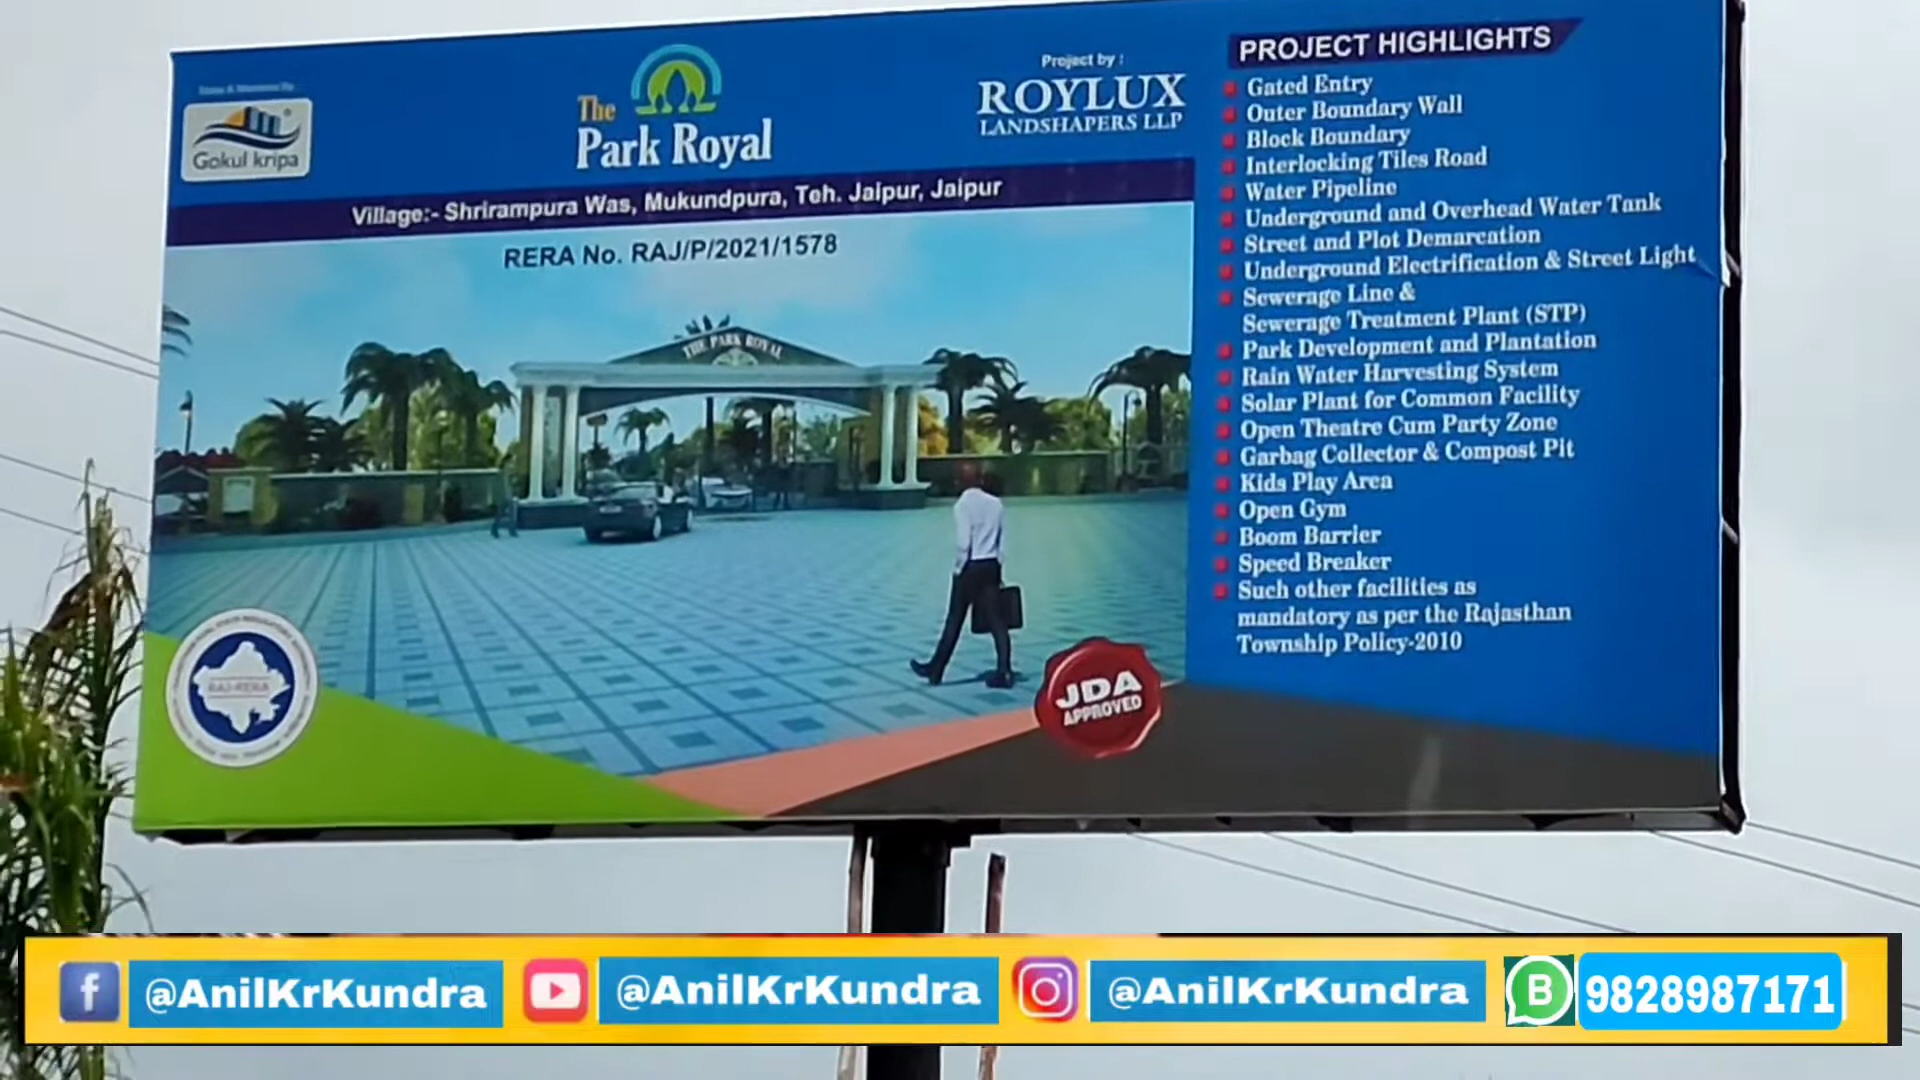 Gokul kripa
The
Park Royal
Project by :
ROYLUX
LANDSHAPERS LLP
Village:- Shrirampura Was, Mukundpura, Teh. Jaipur, Jaipur
RERA No. RAJ/P/2021/1578
THE PARK ROYAL
RAJ-RERA
JDA
APPROVED
PROJECT HIGHLIGHTS
Gated Entry
Outer Boundary Wall
Block Boundary
Interlocking Tiles Road
Water Pipeline
Underground and Overhead Water Tank
Street and Plot Demarcation
Underground Electrification & Street Light
Sewerage Line &
Sewerage Treatment Plant (STP)
Park Development and Plantation
Rain Water Harvesting System
Solar Plant for Common Facility
Open Theatre Cum Party Zone
Garbag Collector & Compost Pit
Kids Play Area
Open Gym
Boom Barrier
Speed Breaker
Such other facilities as
mandatory as per the Rajasthan
Township Policy-2010
@AnilKrKundra
@AnilKrKundra
@AnilKrKundra
B 9828987171